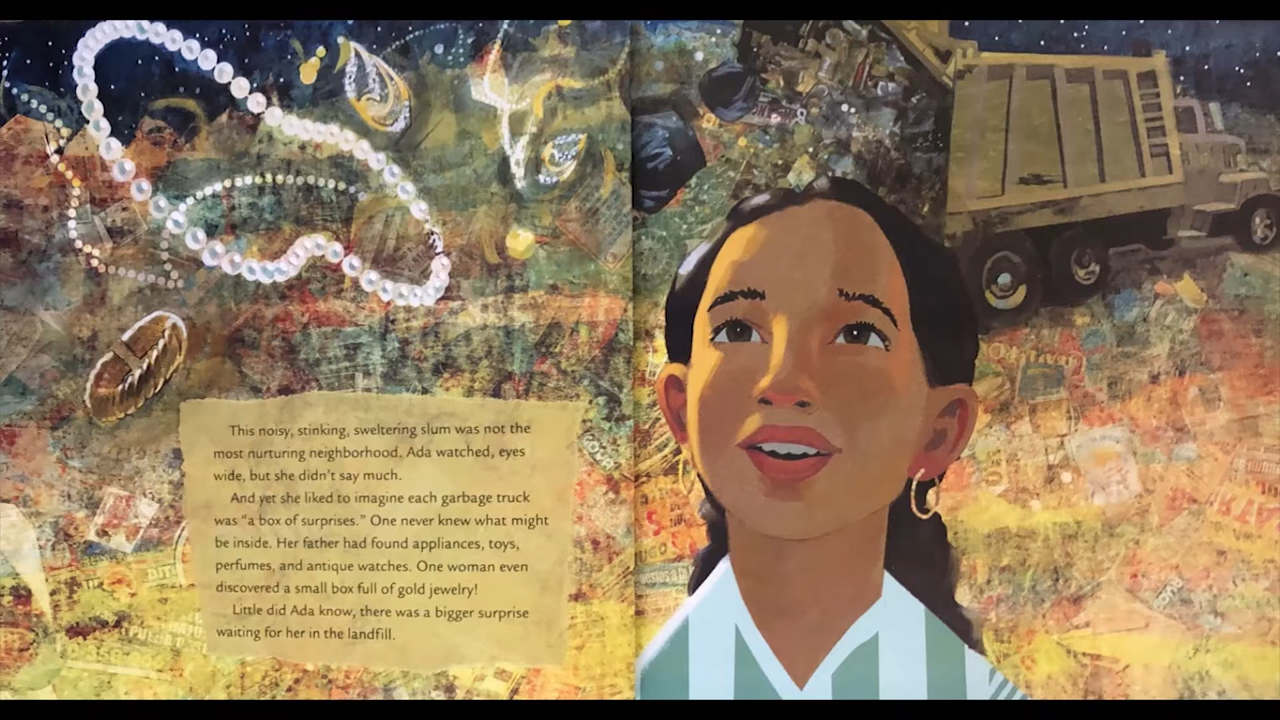 This noisy, stinking, sweltering slum was not the
most nurturing neighborhood. Ada watched, eyes
wide, but she didn't say much.
And yet she liked to imagine each garbage truck
was “a box of surprises.” One never knew what might
be inside. Her father had found appliances, toys,
perfumes, and antique watches. One woman even
discovered a small box full of gold jewelry!
Little did Ada know, there was a bigger surprise
waiting for her in the landfill.